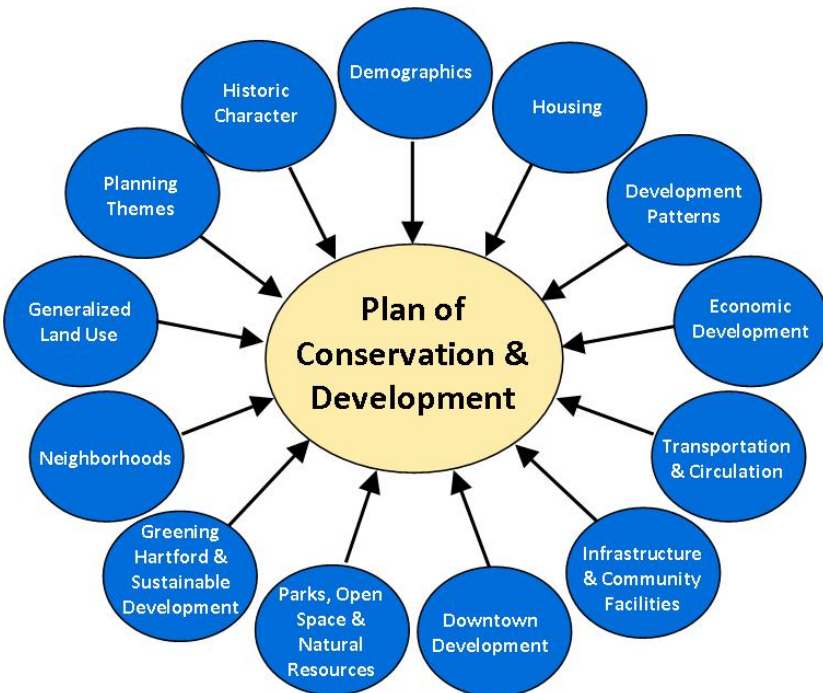 Demographics
Housing
Development
Patterns
Economic
Development
Transportation
& Circulation
Infrastructure
& Community
Facilities
Downtown
Development
Parks, Open
Space &
Natural
Resources
Greening
Hartford &
Sustainable
Development
Neighborhoods
Generalized
Land Use
Planning
Themes
Historic
Character
Plan of
Conservation &
Development